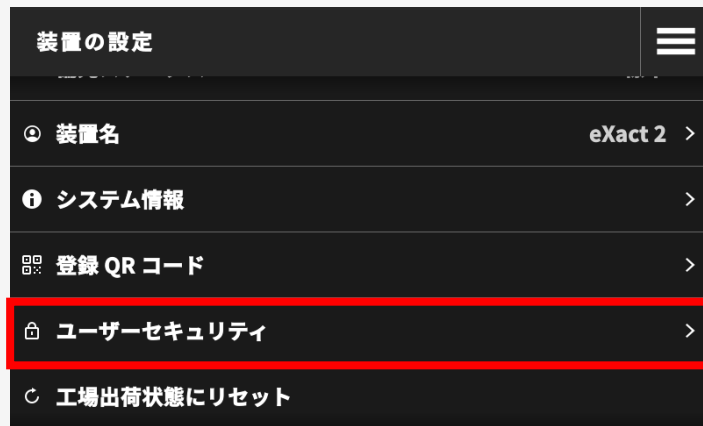 装置の設定
装置名 eXact 2
システム情報
登録 QR コード
ユーザーセキュリティ
工場出荷状態にリセット